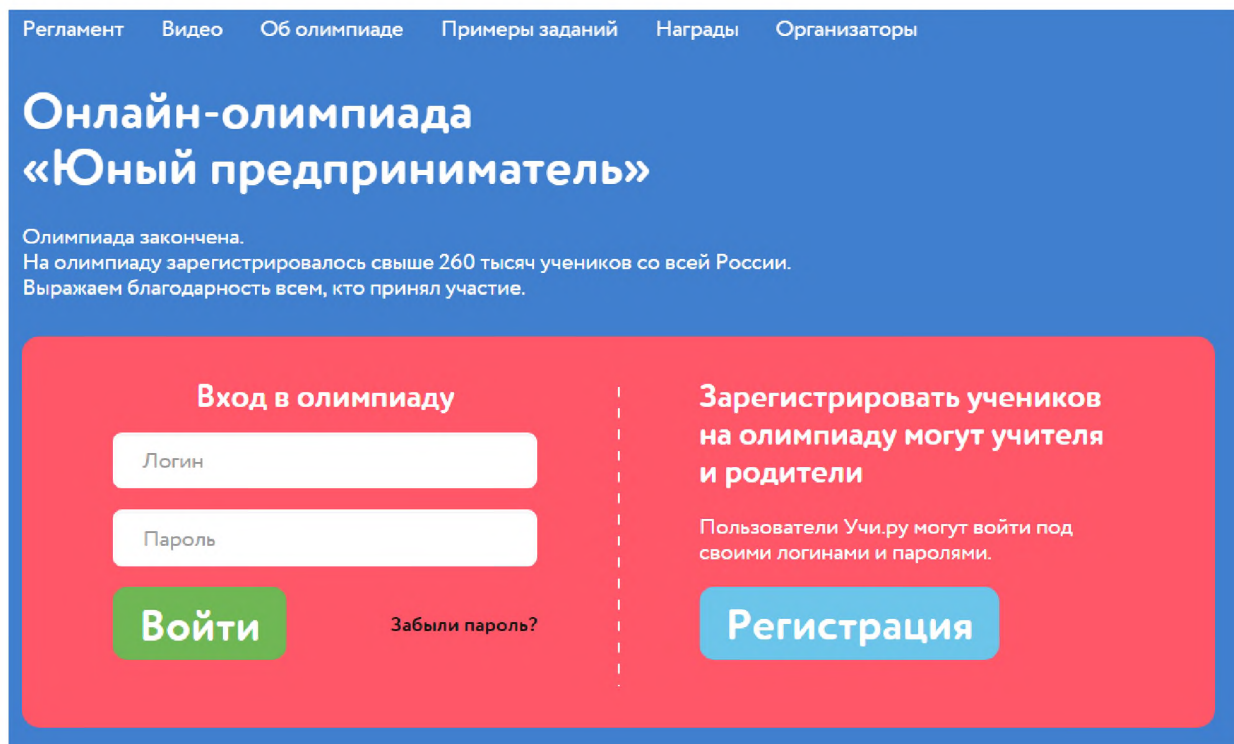 Регламент Видео Об олимпиаде Примеры заданий Награды Организаторы
Онлайн-олимпиада
«Юный предприниматель»
Олимпиада закончена.
На олимпиаду зарегистрировалось свыше 260 тысяч учеников со всей России.
Выражаем благодарность всем, кто принял участие.
Вход в олимпиаду
Логин
Пароль
Войти
Забыли пароль?
Зарегистрировать учеников
на олимпиаду могут учителя
и родители
Пользователи Учи.ру могут войти под
своими логинами и паролями.
Регистрация